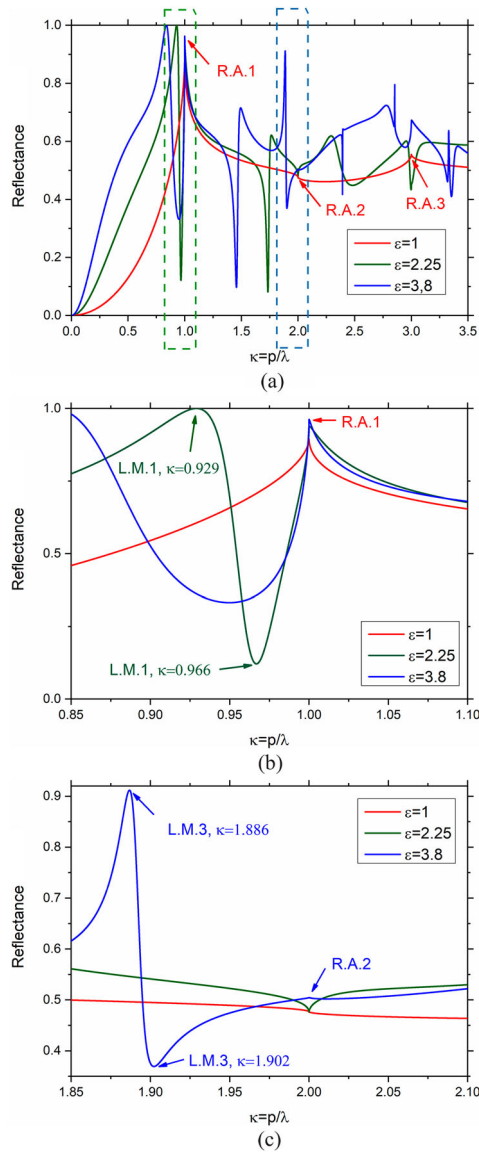 1.0
0.8
0.6
0.4
0.2
0.0
Reflectance
R.A.1
R.A.2
R.A.3
ε=1
ε=2.25
ε=3,8
0.0 0.5 1.0 1.5 2.0 2.5 3.0 3.5
κ=p/λ
(a)
1.0
0.5
0.0
Reflectance
R.A.1
L.M.1, κ=0.929
L.M.1, κ=0.966
ε=1
ε=2.25
ε=3.8
0.85 0.90 0.95 1.00 1.05 1.10
κ=p/λ
(b)
0.9
0.8
0.7
0.6
0.5
0.4
Reflectance
L.M.3, κ=1.886
R.A.2
L.M.3, κ=1.902
ε=1
ε=2.25
ε=3.8
1.85 1.90 1.95 2.00 2.05 2.10
κ=p/λ
(c)